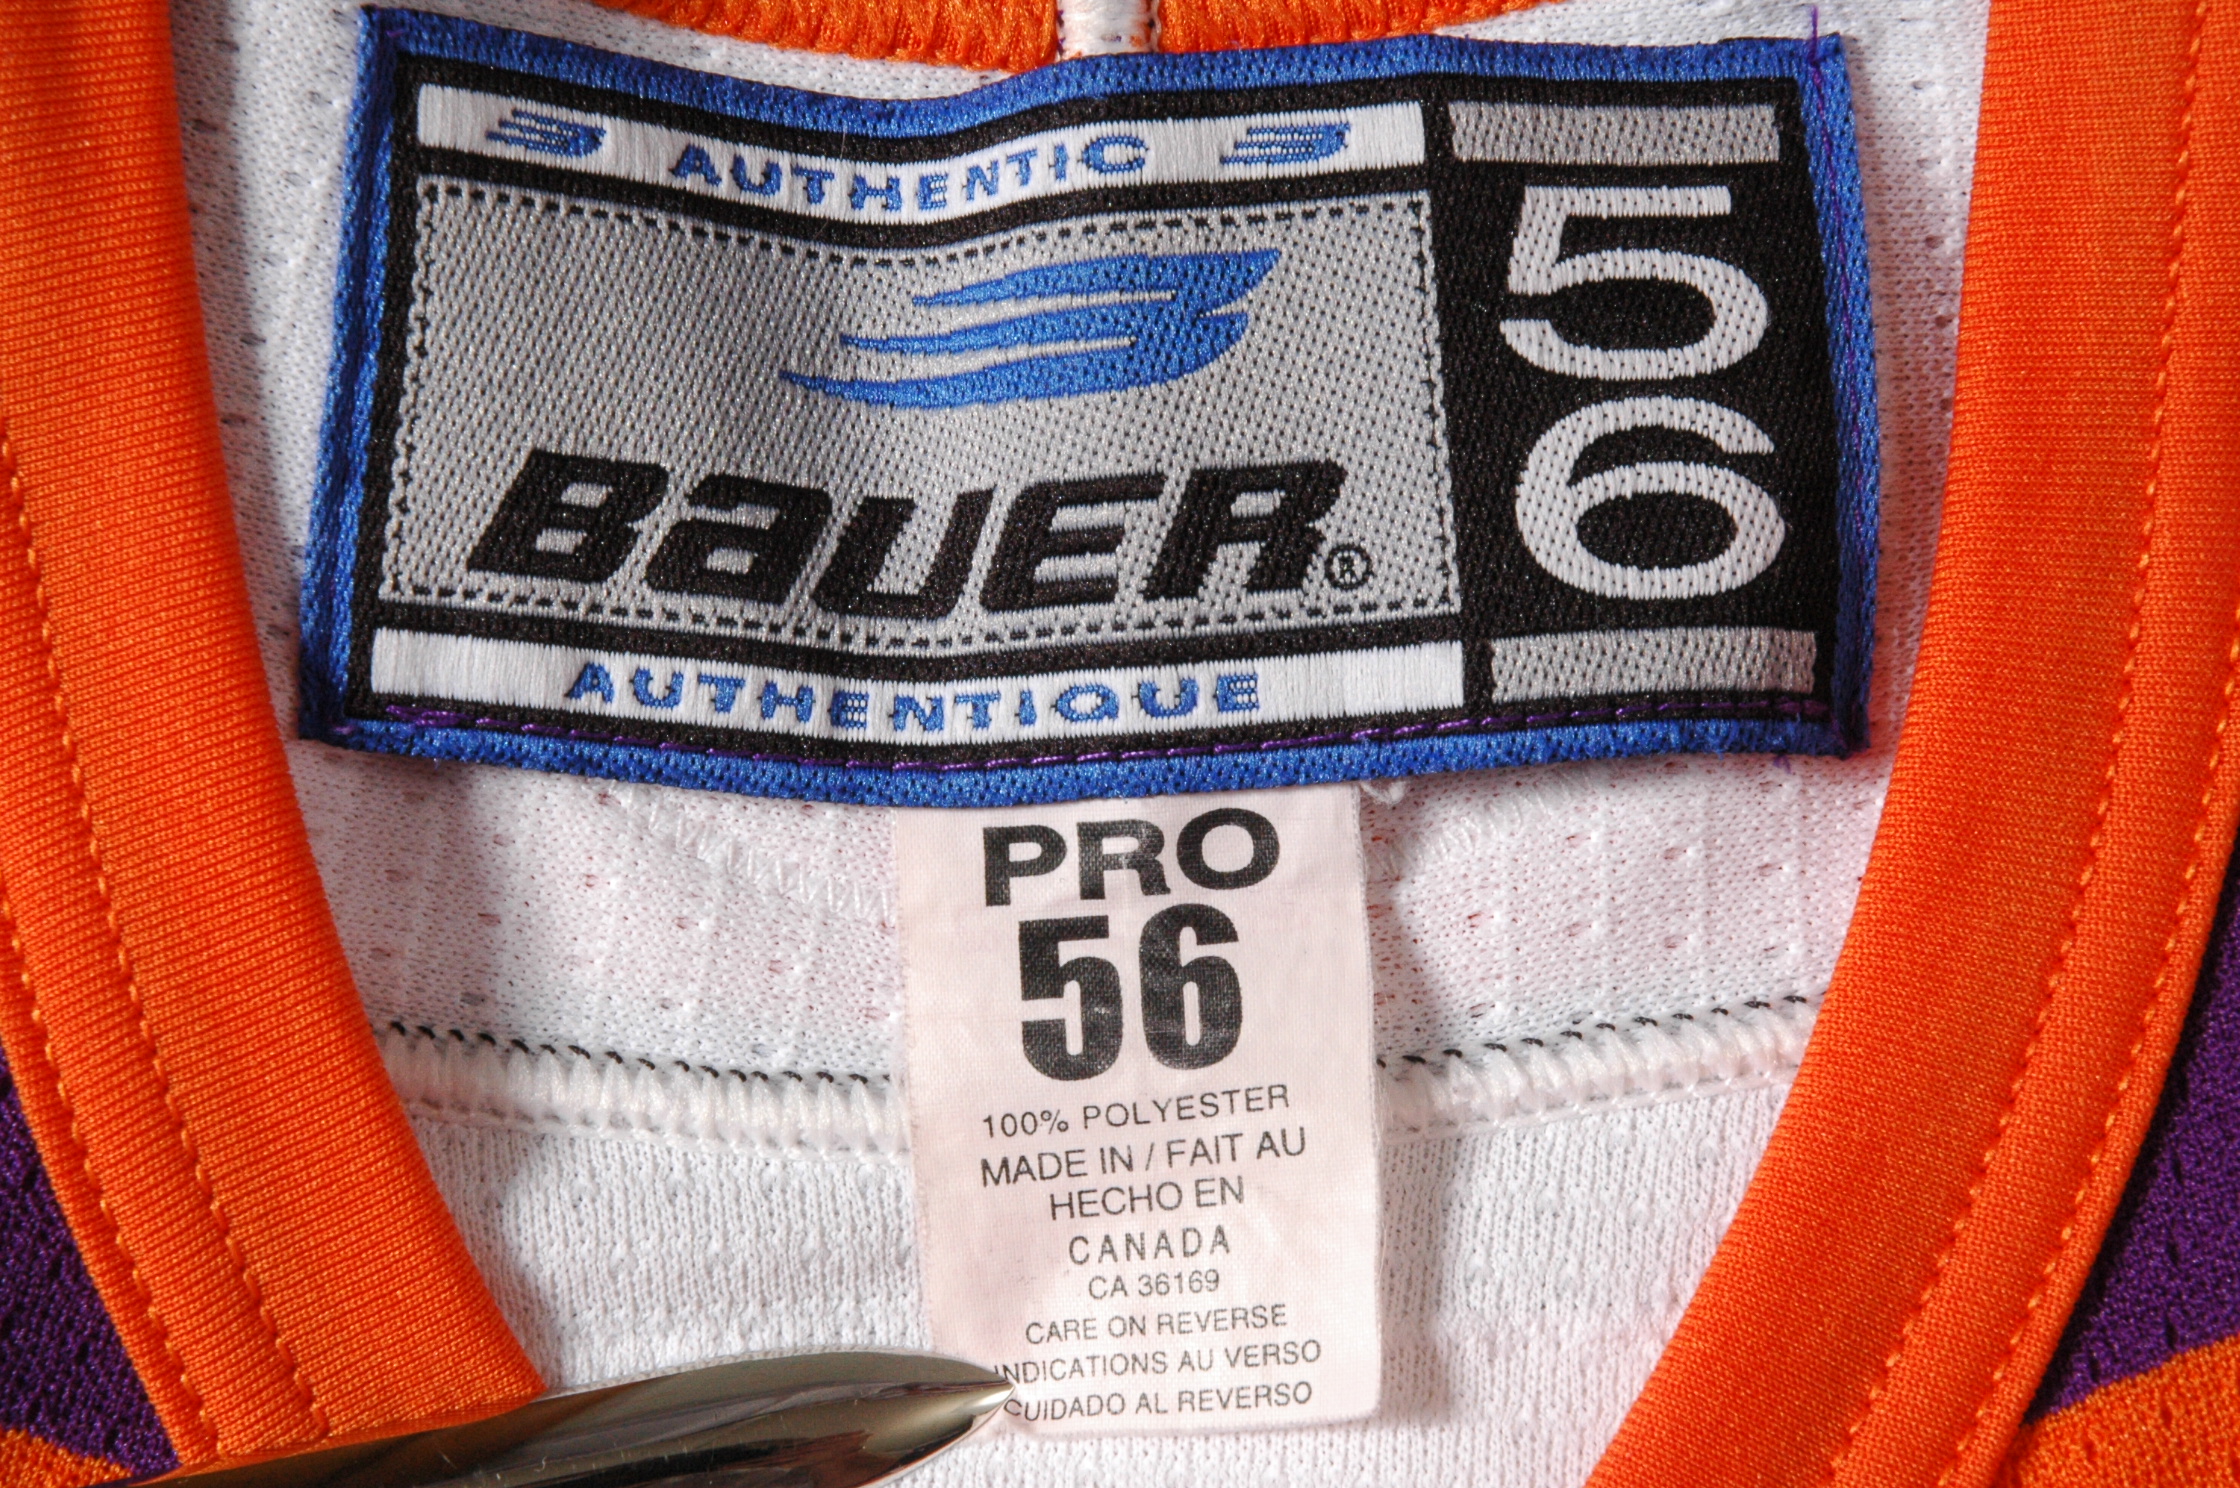 AUTHENTIC
BAUER®
AUTHENTIQUE
56
PRO
56
100% POLYESTER
MADE IN / FAIT AU
HECHO EN
CANADA
CA 36169
CARE ON REVERSE
INDICATIONS AU VERSO
CUIDADO AL REVERSO